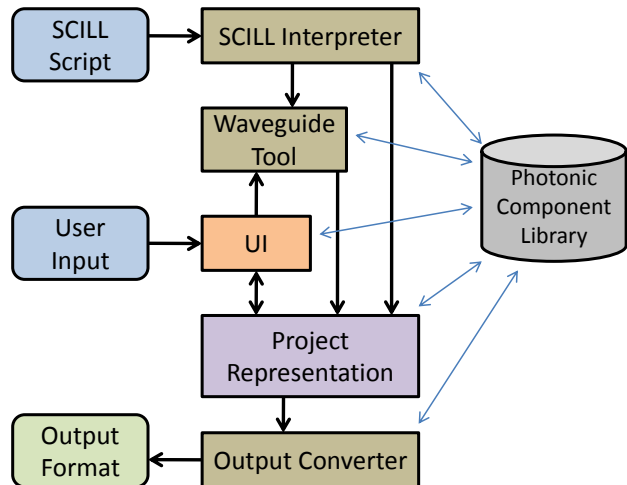 SCILL
Script
SCILL Interpreter
Waveguide
Tool
Photonic
Component
Library
User
Input
UI
Project
Representation
Output
Format
Output Converter